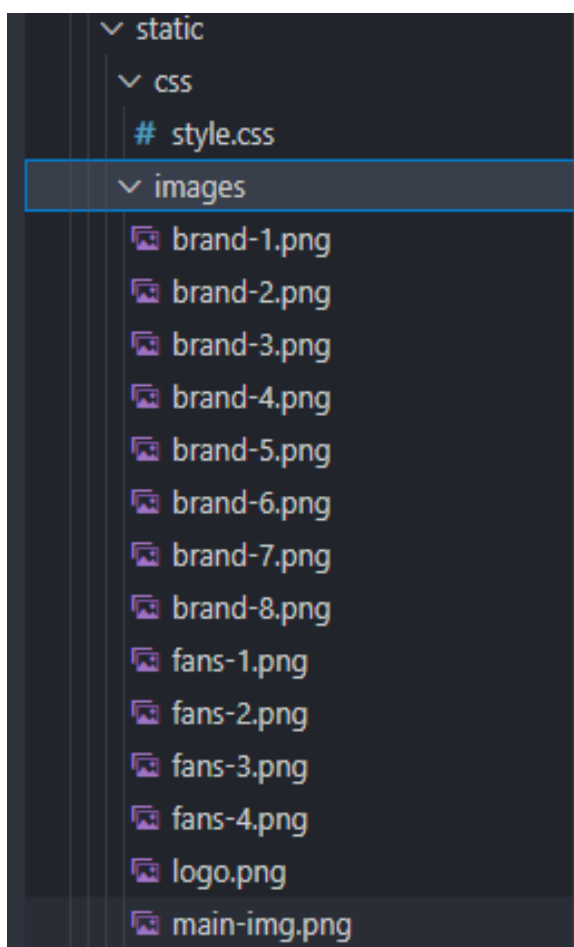 static
css
# style.css
images
brand-1.png
brand-2.png
brand-3.png
brand-4.png
brand-5.png
brand-6.png
brand-7.png
brand-8.png
fans-1.png
fans-2.png
fans-3.png
fans-4.png
logo.png
main-img.png